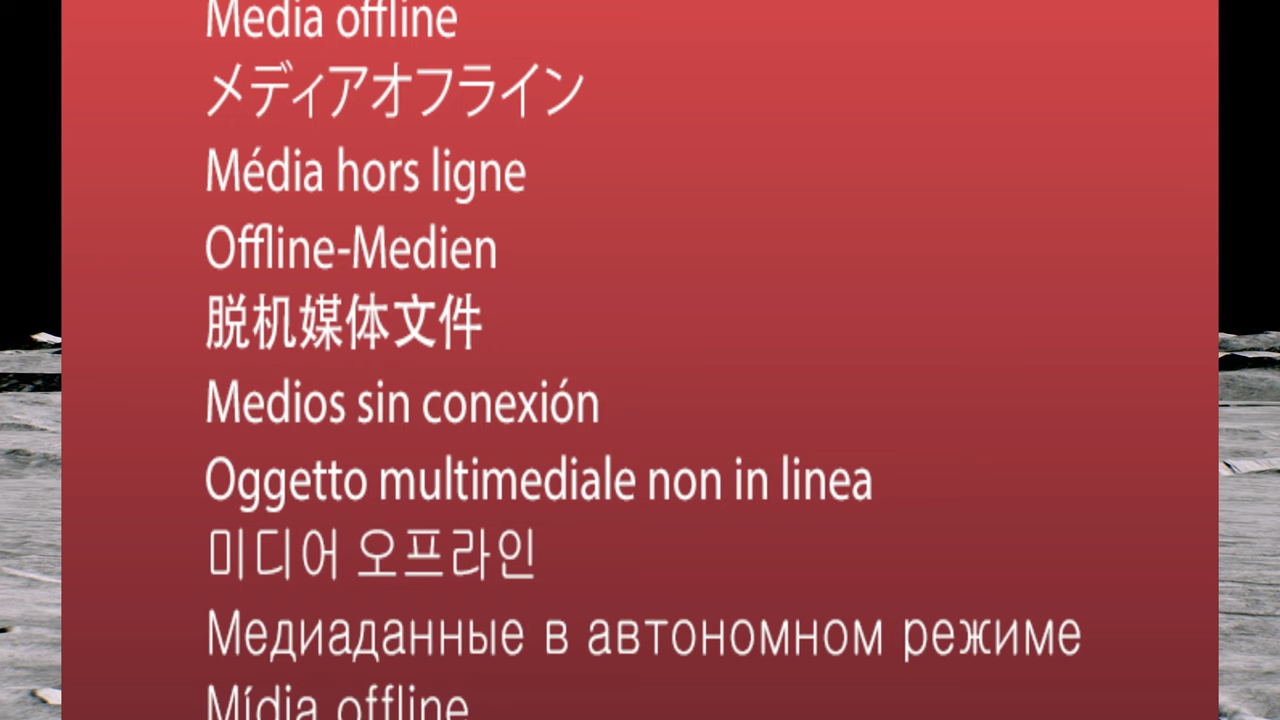 Media offline
メディアオフライン
Média hors ligne
Offline-Medien
脱机媒体文件
Medios sin conexión
Oggetto multimediale non in linea
미디어 오프라인
Медиаданные в автономном режиме
Mídia offline